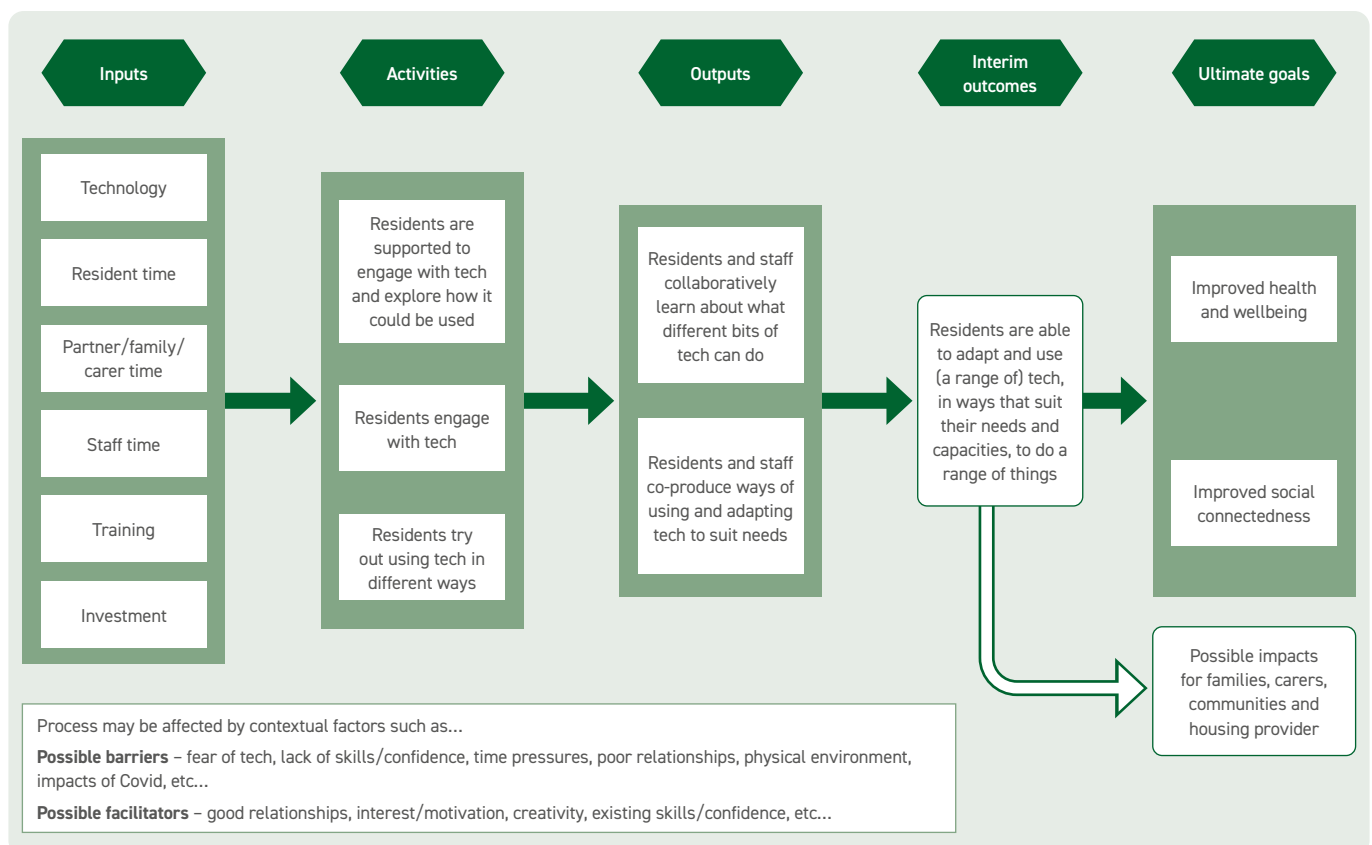 Inputs
Activities
Outputs
Interim
outcomes
Ultimate goals
Technology
Resident time
Partner/family/
carer time
Staff time
Training
Investment
Residents are
supported to
engage with tech
and explore how it
could be used
Residents engage
with tech
Residents try
out using tech in
different ways
Residents and staff
collaboratively
learn about what
different bits of
tech can do
Residents and staff
co-produce ways of
using and adapting
tech to suit needs
Residents are able
to adapt and use
(a range of) tech,
in ways that suit
their needs and
capacities, to do a
range of things
Improved health
and wellbeing
Improved social
connectedness
Possible impacts
for families, carers,
communities and
housing provider
Process may be affected by contextual factors such as...
Possible barriers – fear of tech, lack of skills/confidence, time pressures, poor relationships, physical environment,
impacts of Covid, etc...
Possible facilitators – good relationships, interest/motivation, creativity, existing skills/confidence, etc...